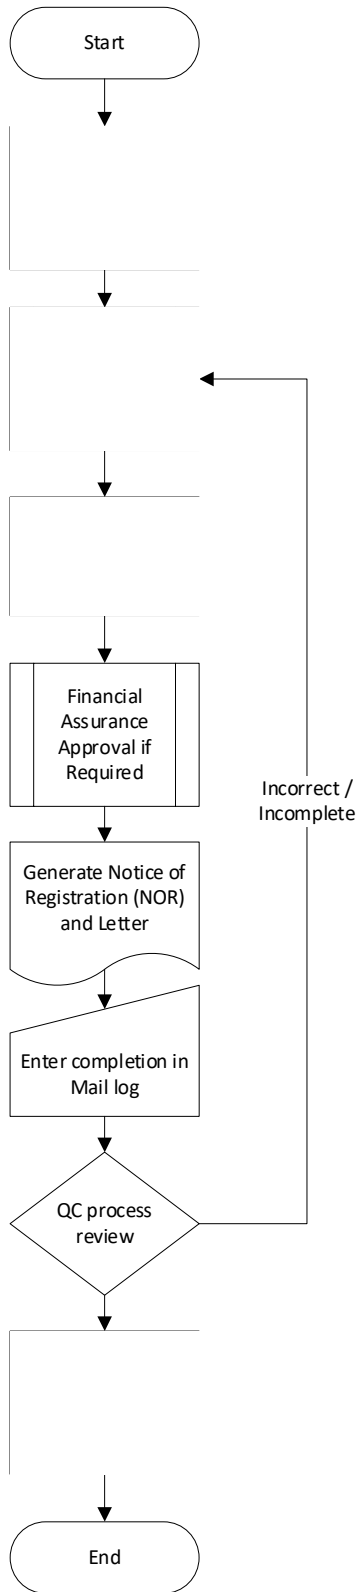 Start
Financial
Assurance
Approval if
Required
Incorrect /
Incomplete
Generate Notice of
Registration (NOR)
and Letter
Enter completion in
Mail log
QC process
review
End